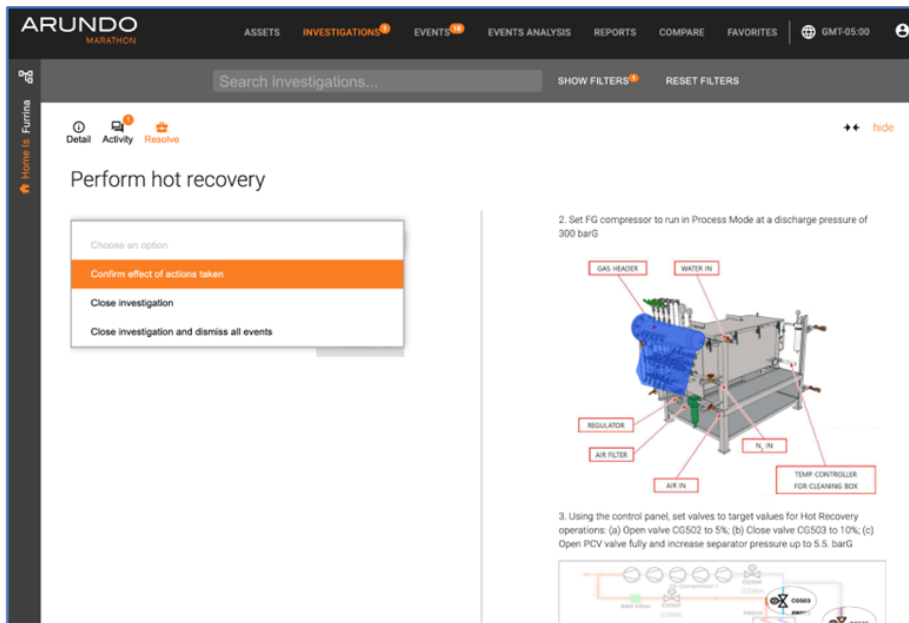 ARUNDO
MARATHON
ASSETS
INVESTIGATIONS 1
EVENTS 10
EVENTS ANALYSIS
REPORTS
COMPARE
FAVORITES
GMT-05:00
Search investigations...
SHOW FILTERS 1
RESET FILTERS
Home Is Furrina
Detail
Activity 1
Resolve
hide
Perform hot recovery
Choose an option
Confirm effect of actions taken
Close investigation
Close investigation and dismiss all events
2. Set FG compressor to run in Process Mode at a discharge pressure of
300 barG
GAS HEADER
WATER IN
REGULATOR
AIR FILTER
AIR IN
N2 IN
TEMP. CONTROLLER
FOR CLEANING BOX
3. Using the control panel, set valves to target values for Hot Recovery
operations: (a) Open valve CG502 to 5%; (b) Close valve CG503 to 10%; (c)
Open PCV valve fully and increase separator pressure up to 5.5. barG
CG503